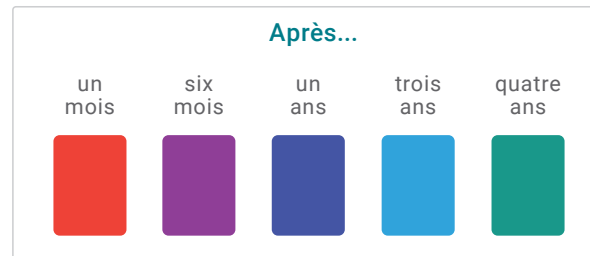 Après...
un mois
six mois
un ans
trois ans
quatre ans